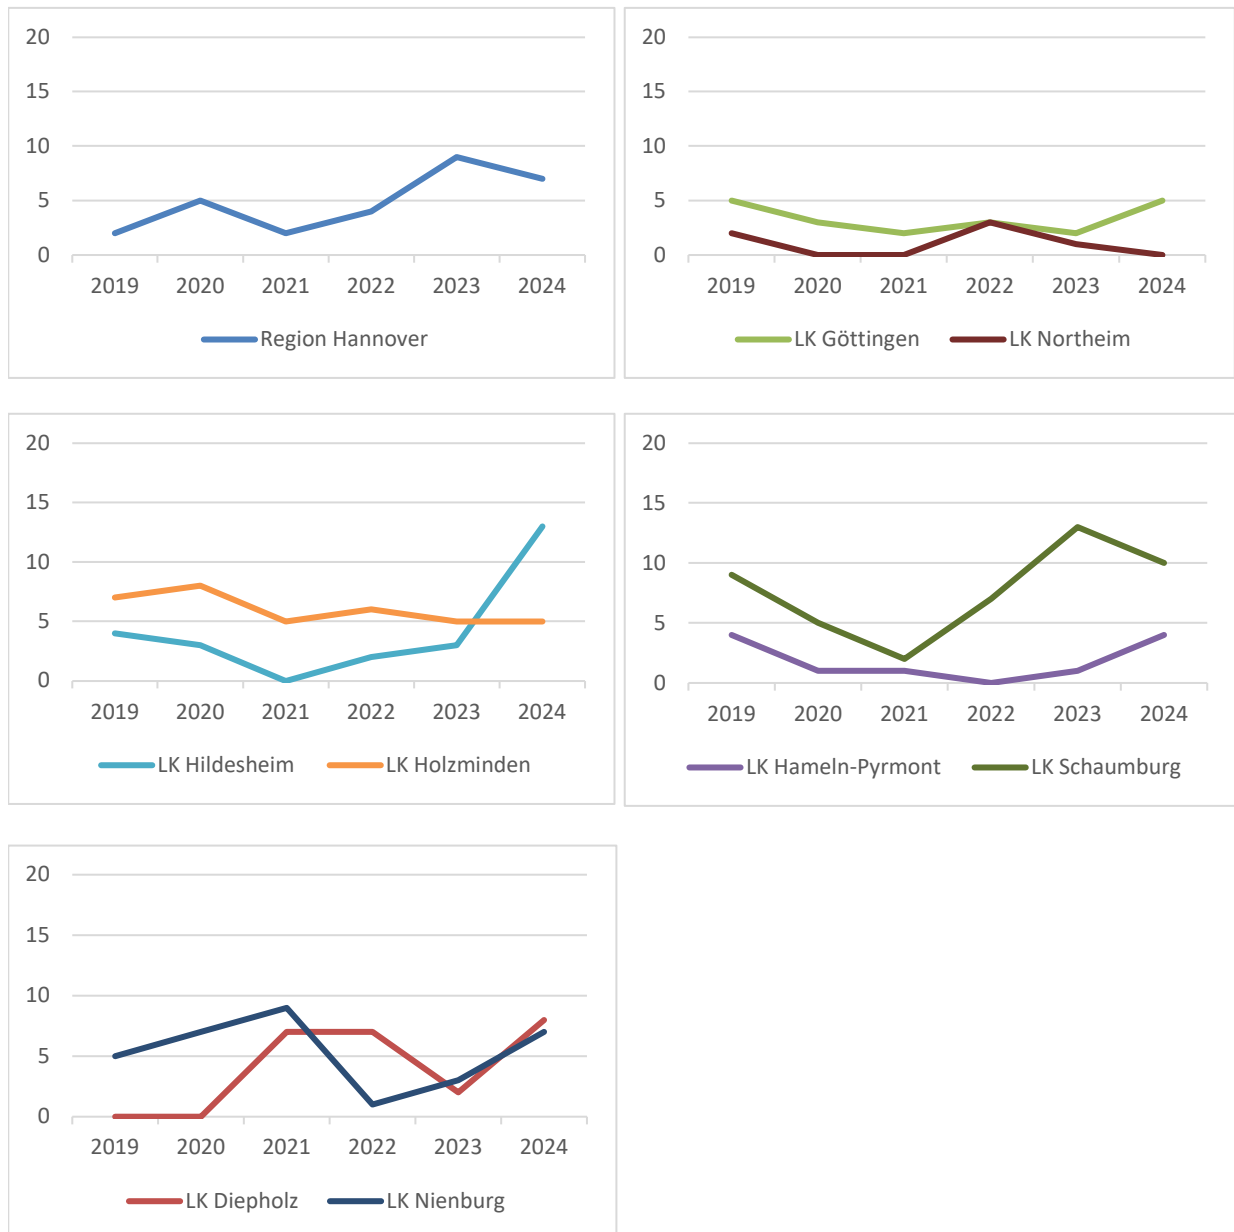 20
15
10
5
0
2019 2020 2021 2022 2023 2024
Region Hannover
20
15
10
5
0
2019 2020 2021 2022 2023 2024
LK Göttingen LK Northeim
20
15
10
5
0
2019 2020 2021 2022 2023 2024
LK Hildesheim LK Holzminden
20
15
10
5
0
2019 2020 2021 2022 2023 2024
LK Hameln-Pyrmont LK Schaumburg
20
15
10
5
0
2019 2020 2021 2022 2023 2024
LK Diepholz LK Nienburg